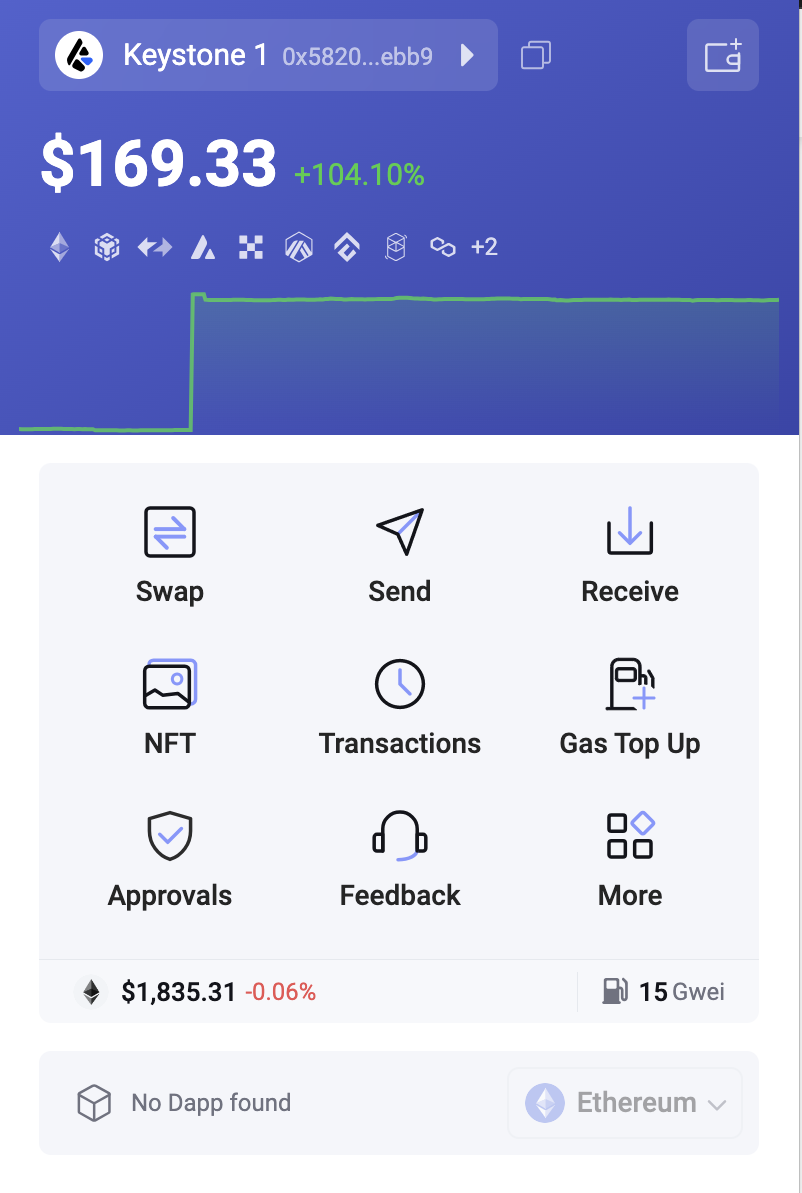 Keystone 1 0x5820...ebb9
$169.33 +104.10%
+2
Swap Send Receive
NFT Transactions Gas Top Up
Approvals Feedback More
$1,835.31 -0.06% 15 Gwei
No Dapp found Ethereum